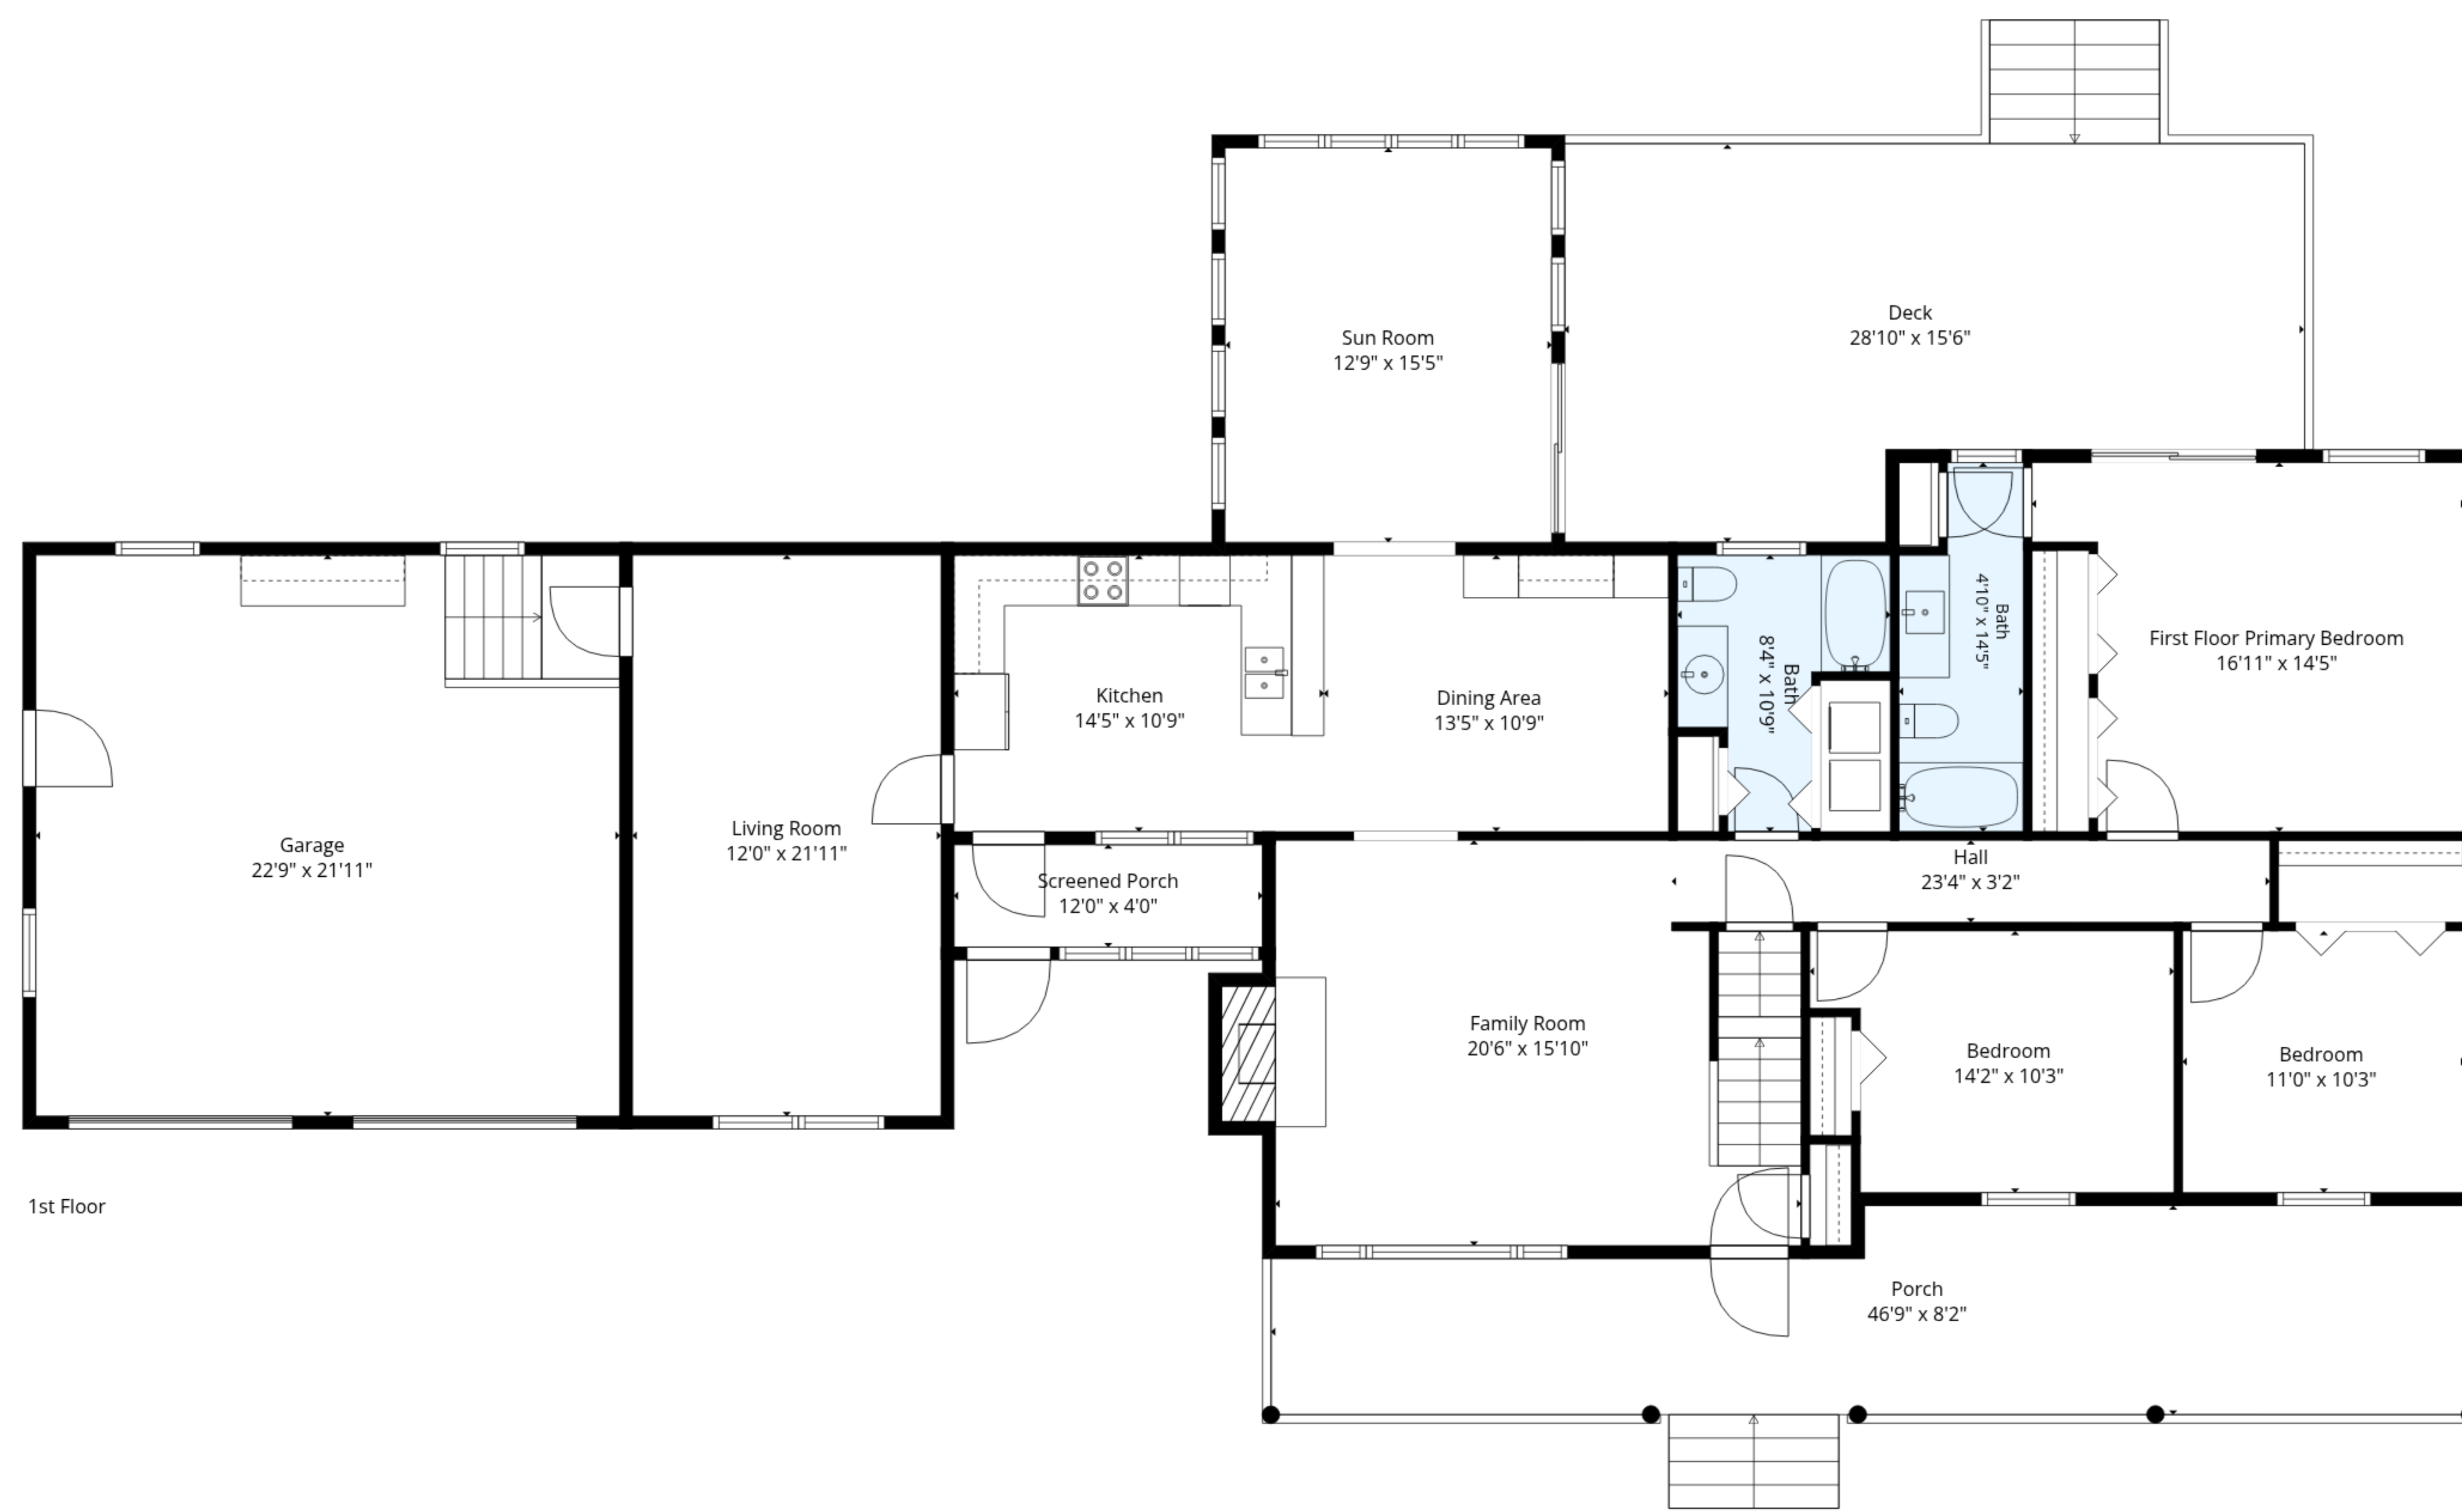 Sun Room
12'9" x 15'5"
Deck
28'10" x 15'6"
Garage
22'9" x 21'11"
Living Room
12'0" x 21'11"
Kitchen
14'5" x 10'9"
Dining Area
13'5" x 10'9"
Bath
8'4" x 10'9"
Bath
4'10" x 14'5"
First Floor Primary Bedroom
16'11" x 14'5"
Screened Porch
12'0" x 4'0"
Hall
23'4" x 3'2"
Family Room
20'6" x 15'10"
Bedroom
14'2" x 10'3"
Bedroom
11'0" x 10'3"
1st Floor
Porch
46'9" x 8'2"